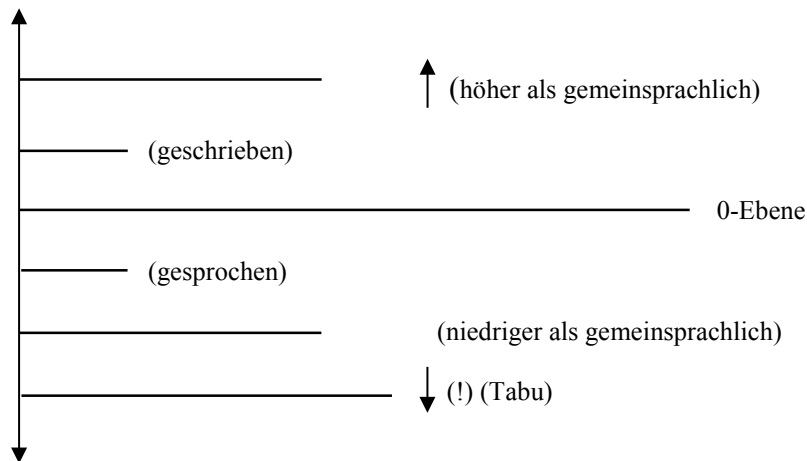 (höher als gemeinsprachlich)
(geschrieben)
0-Ebene
(gesprochen)
(niedriger als gemeinsprachlich)
(!) (Tabu)